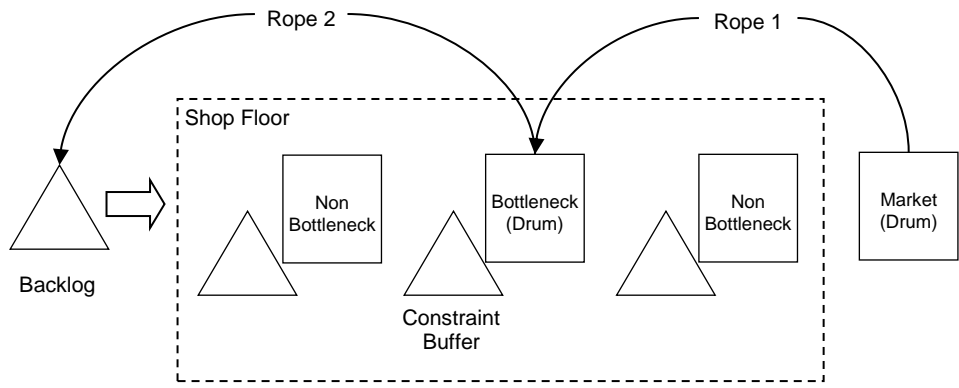 Rope 2
Rope 1
Shop Floor
Non
Bottleneck
Bottleneck
(Drum)
Non
Bottleneck
Market
(Drum)
Backlog
Constraint
Buffer